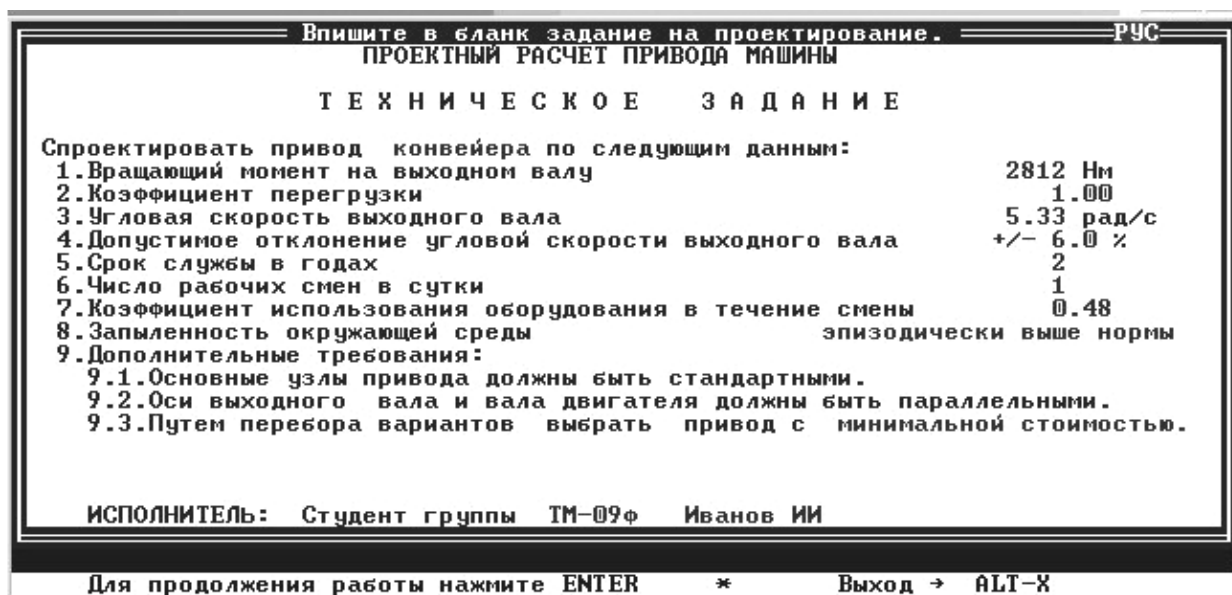 Впишите в бланк задание на проектирование. РУС
ПРОЕКТНЫЙ РАСЧЕТ ПРИВОДА МАШИНЫ
Т Е Х Н И Ч Е С К О Е З А Д А Н И Е
Спроектировать привод конвейера по следующим данным:
1.Вращающий момент на выходном валу 2812 Нм
2.Коэффициент перегрузки 1.00
3.Угловая скорость выходного вала 5.33 рад/с
4.Допустимое отклонение угловой скорости выходного вала +/- 6.0 %
5.Срок службы в годах 2
6.Число рабочих смен в сутки 1
7.Коэффициент использования оборудования в течение смены 0.48
8.Запыленность окружающей среды эпизодически выше нормы
9.Дополнительные требования:
9.1.Основные узлы привода должны быть стандартными.
9.2.Оси выходного вала и вала двигателя должны быть параллельными.
9.3.Путем перебора вариантов выбрать привод с минимальной стоимостью.
ИСПОЛНИТЕЛЬ: Студент группы ТМ-09ф Иванов ИИ
Для продолжения работы нажмите ENTER * Выход → ALT-X